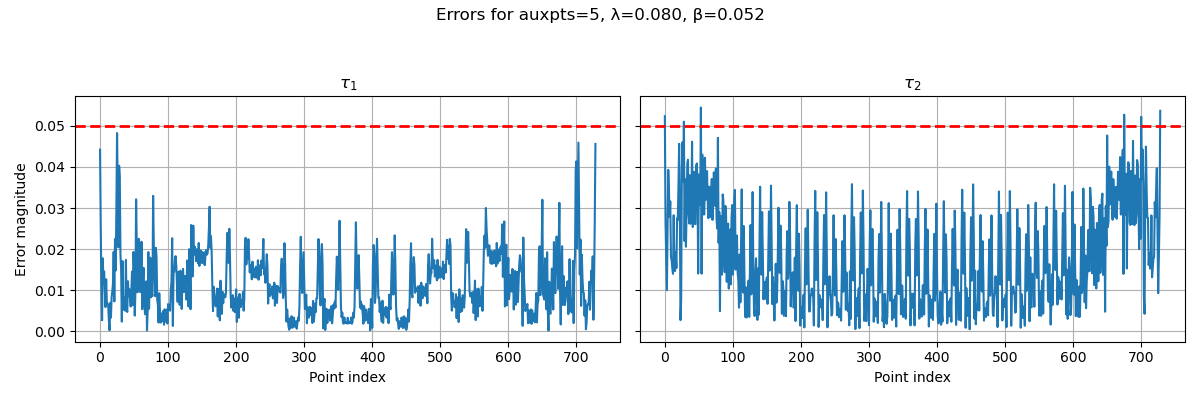 Errors for auxpts=5, λ=0.080, β=0.052
τ1
τ2
Error magnitude
0.05
0.04
0.03
0.02
0.01
0.00
0 100 200 300 400 500 600 700
0 100 200 300 400 500 600 700
Point index
Point index